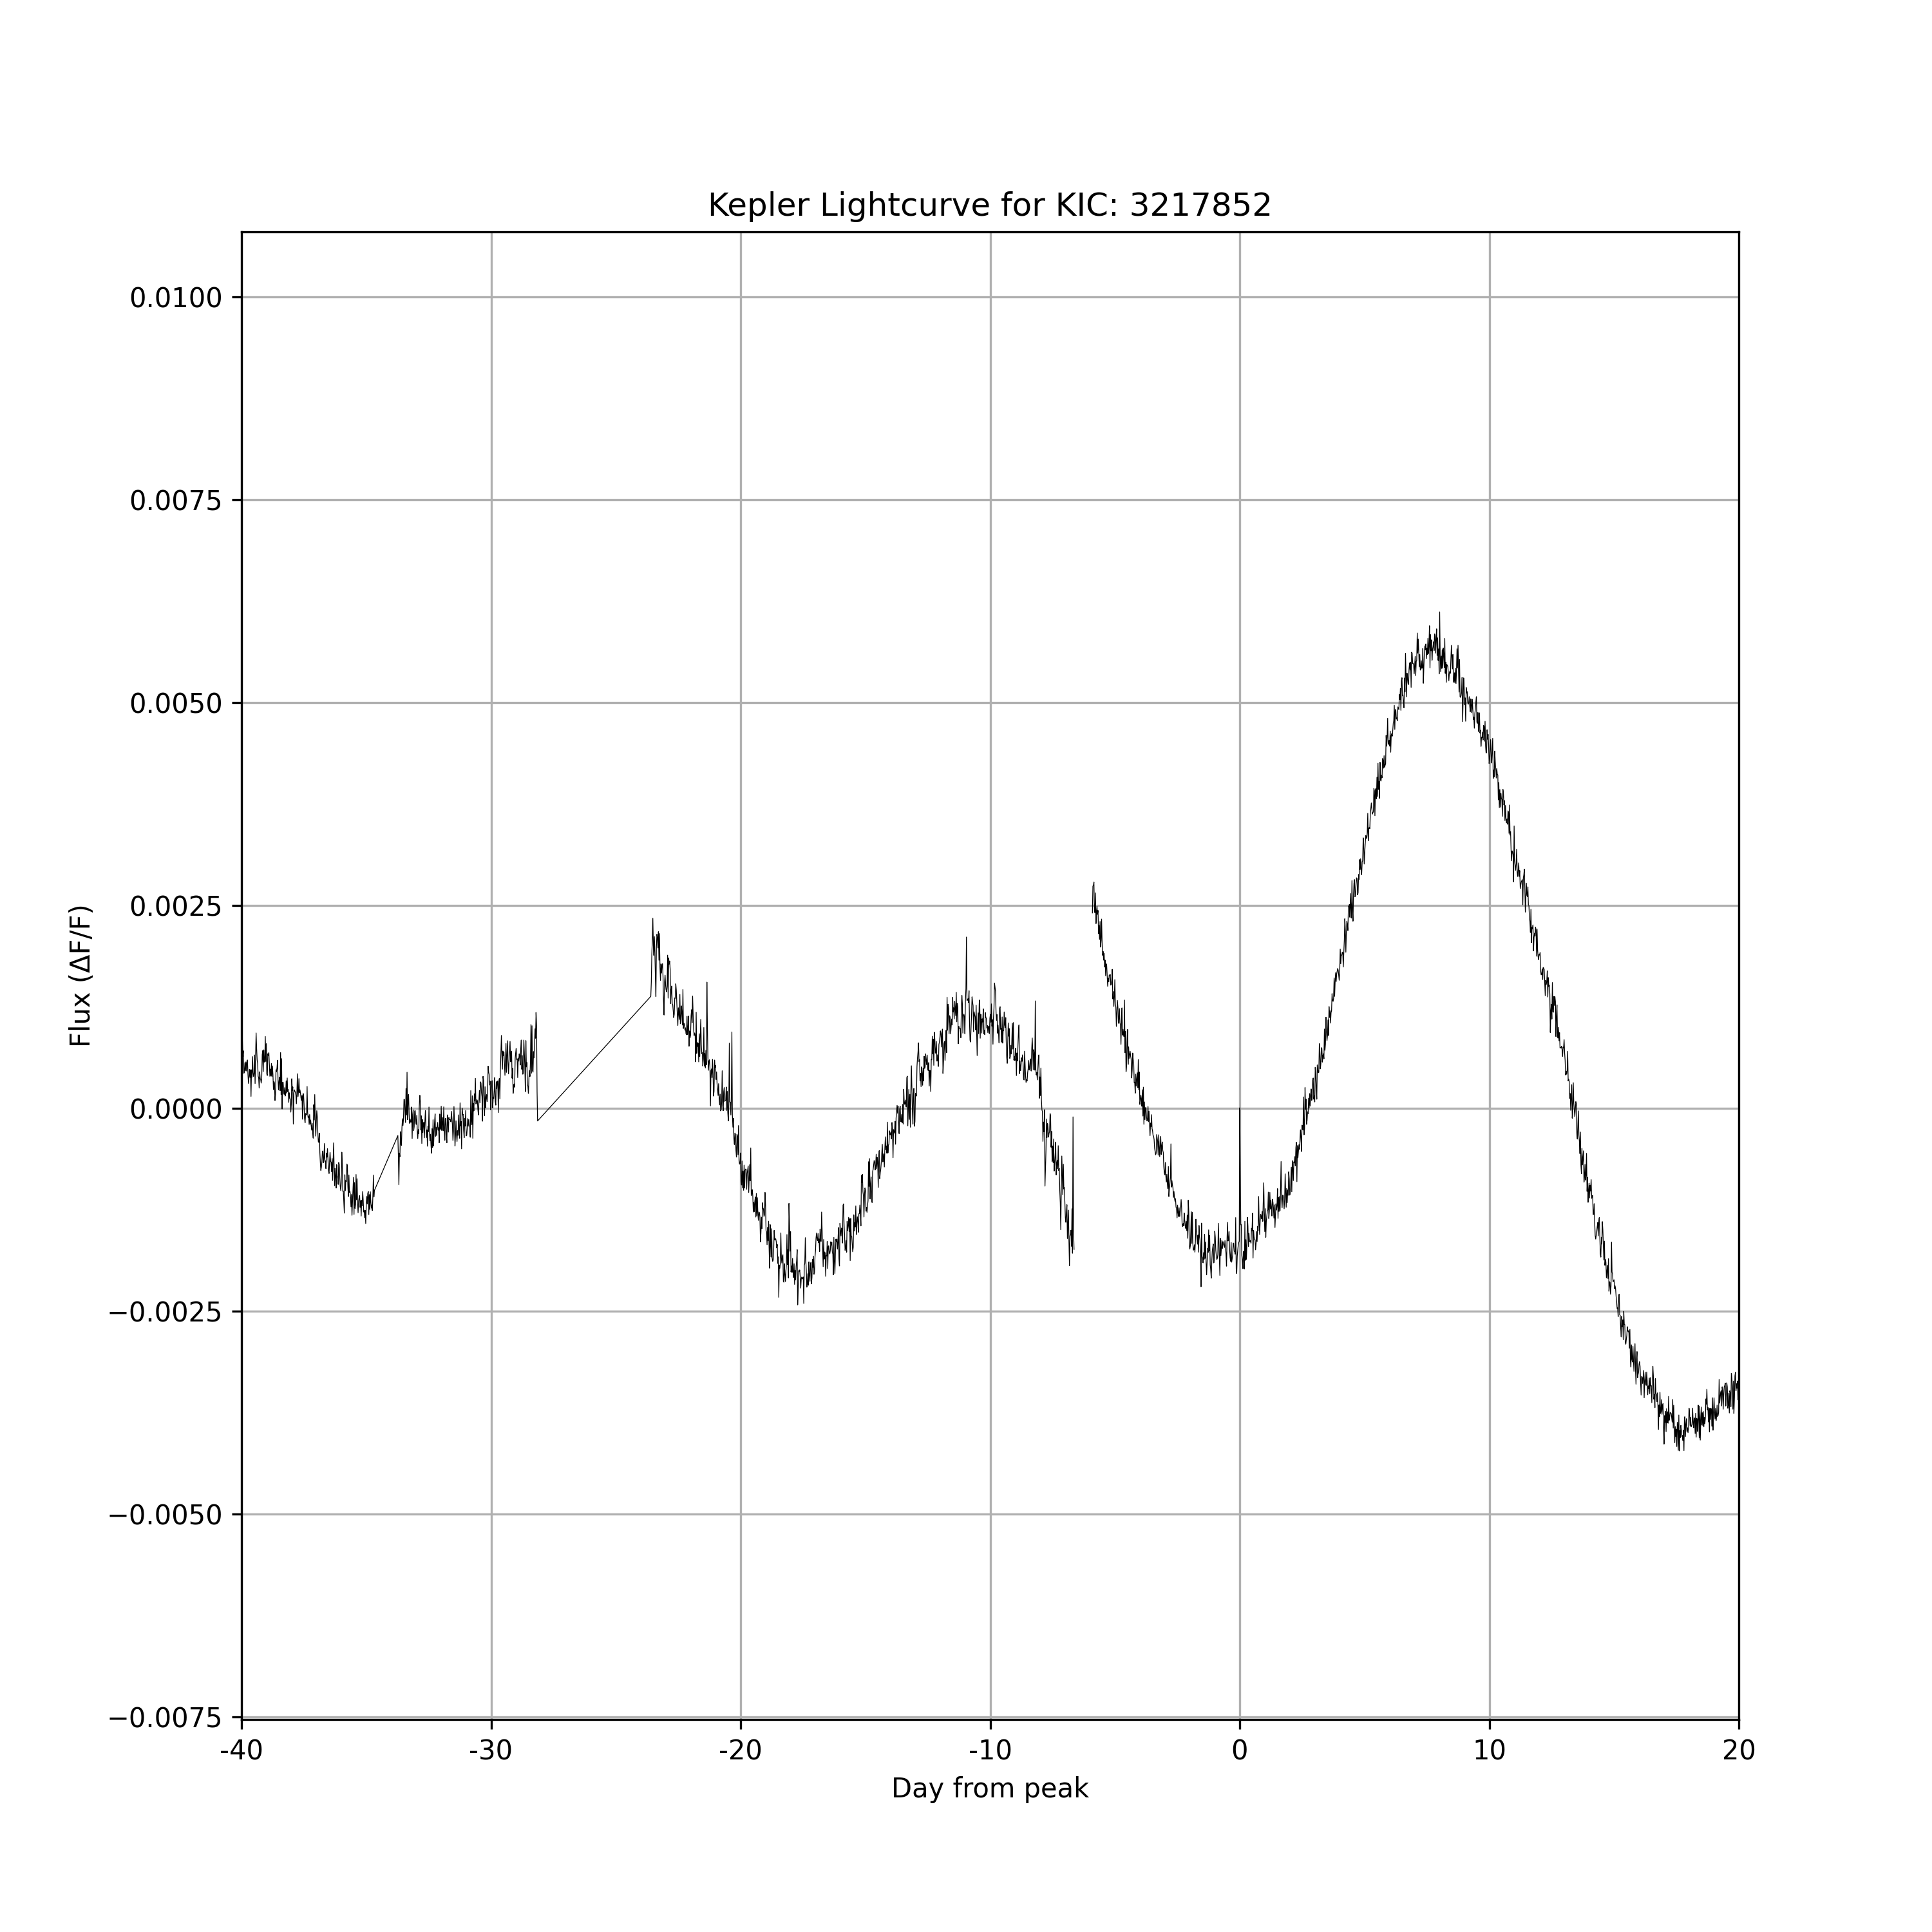 Kepler Lightcurve for KIC: 3217852
0.0100
0.0075
0.0050
0.0025
0.0000
−0.0025
−0.0050
−0.0075
Flux (ΔF/F)
-40 -30 -20 -10 0 10 20
Day from peak